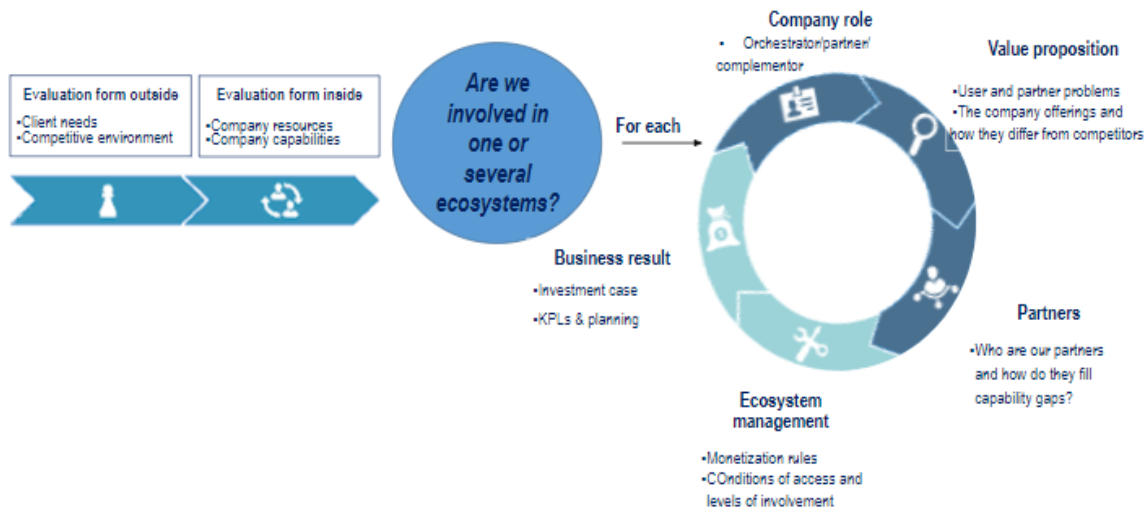 Evaluation form outside
•Client needs
•Competitive environment
Evaluation form inside
•Company resources
•Company capabilities
Are we
involved in
one or
several
ecosystems?
For each
Company role
• Orchestrator/partner/
complementor
Value proposition
•User and partner problems
•The company offerings and
how they differ from competitors
Partners
•Who are our partners
and how do they fill
capability gaps?
Ecosystem
management
•Monetization rules
•COnditions of access and
levels of involvement
Business result
•Investment case
•KPLs & planning
$